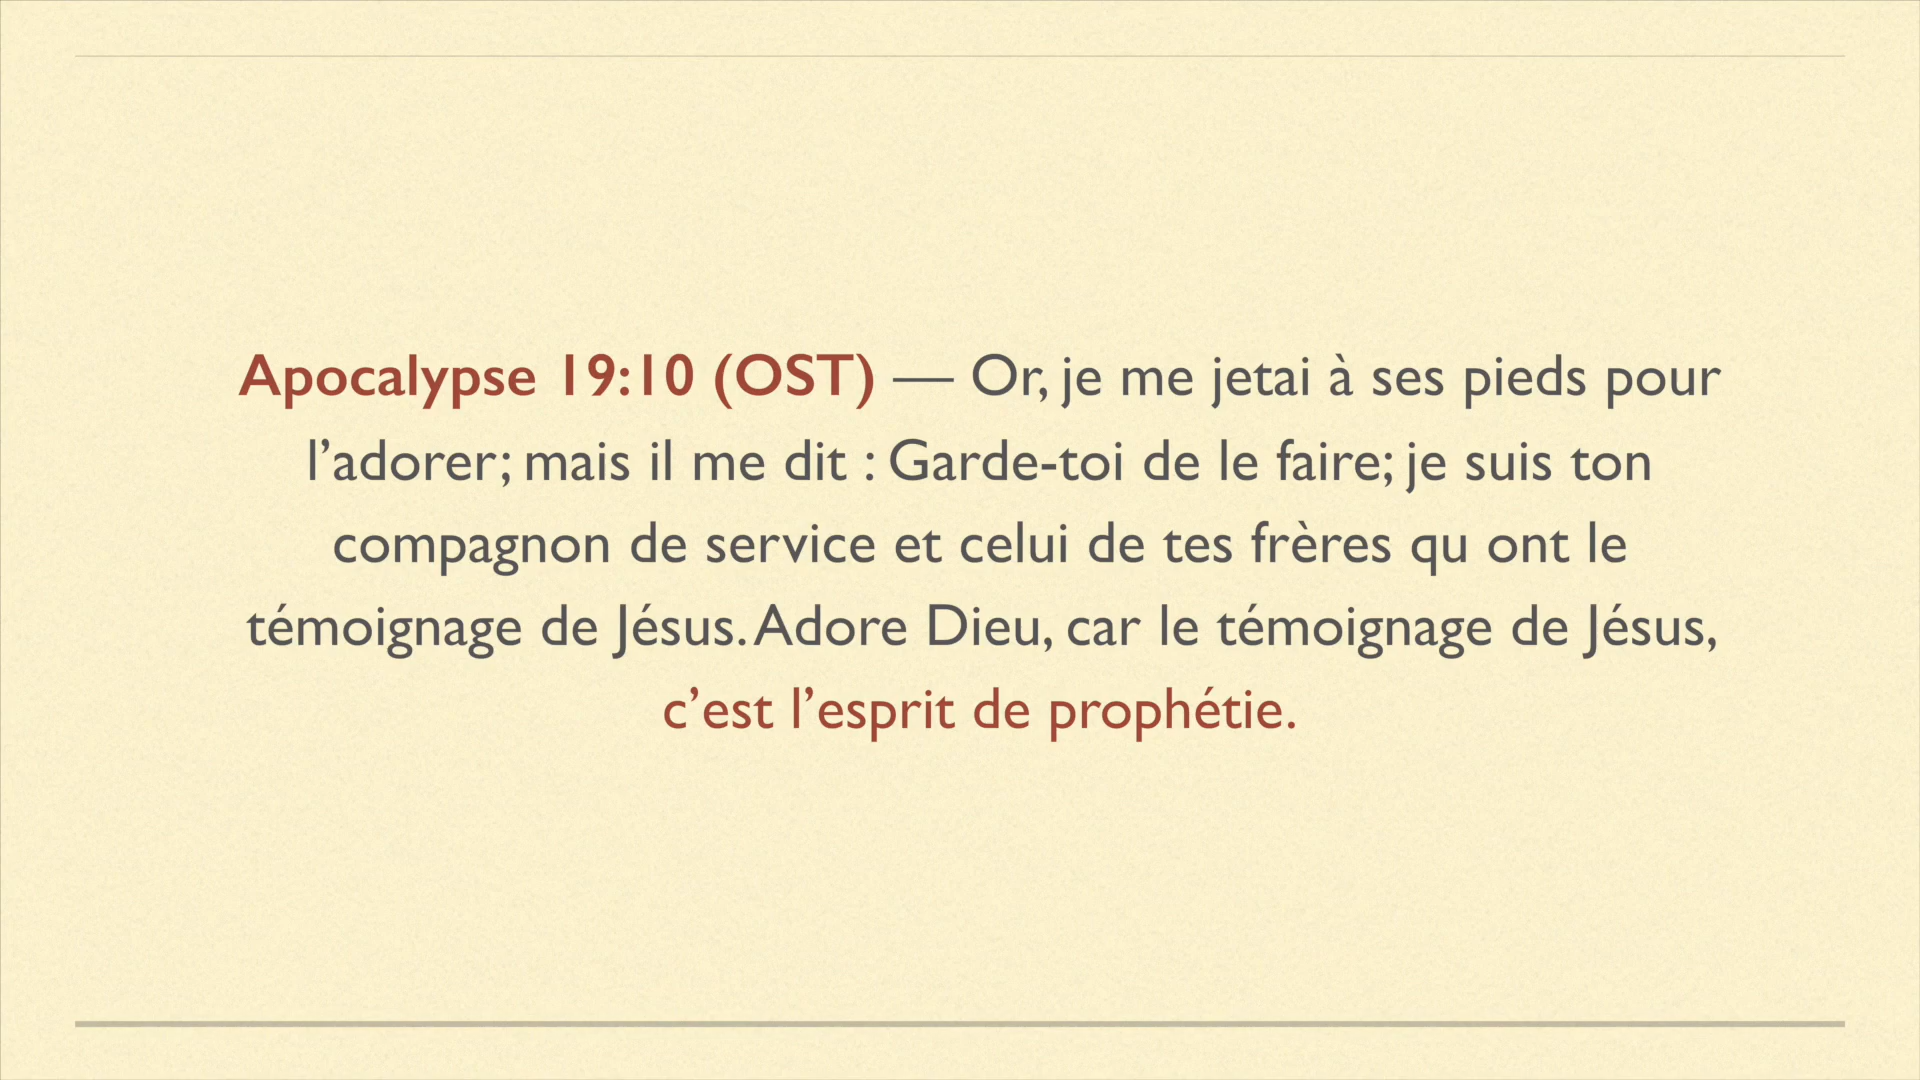 Apocalypse 19:10 (OST) — Or, je me jetai à ses pieds pour
l’adorer; mais il me dit : Garde-toi de le faire; je suis ton
compagnon de service et celui de tes frères qu ont le
témoignage de Jésus. Adore Dieu, car le témoignage de Jésus,
c’est l’esprit de prophétie.